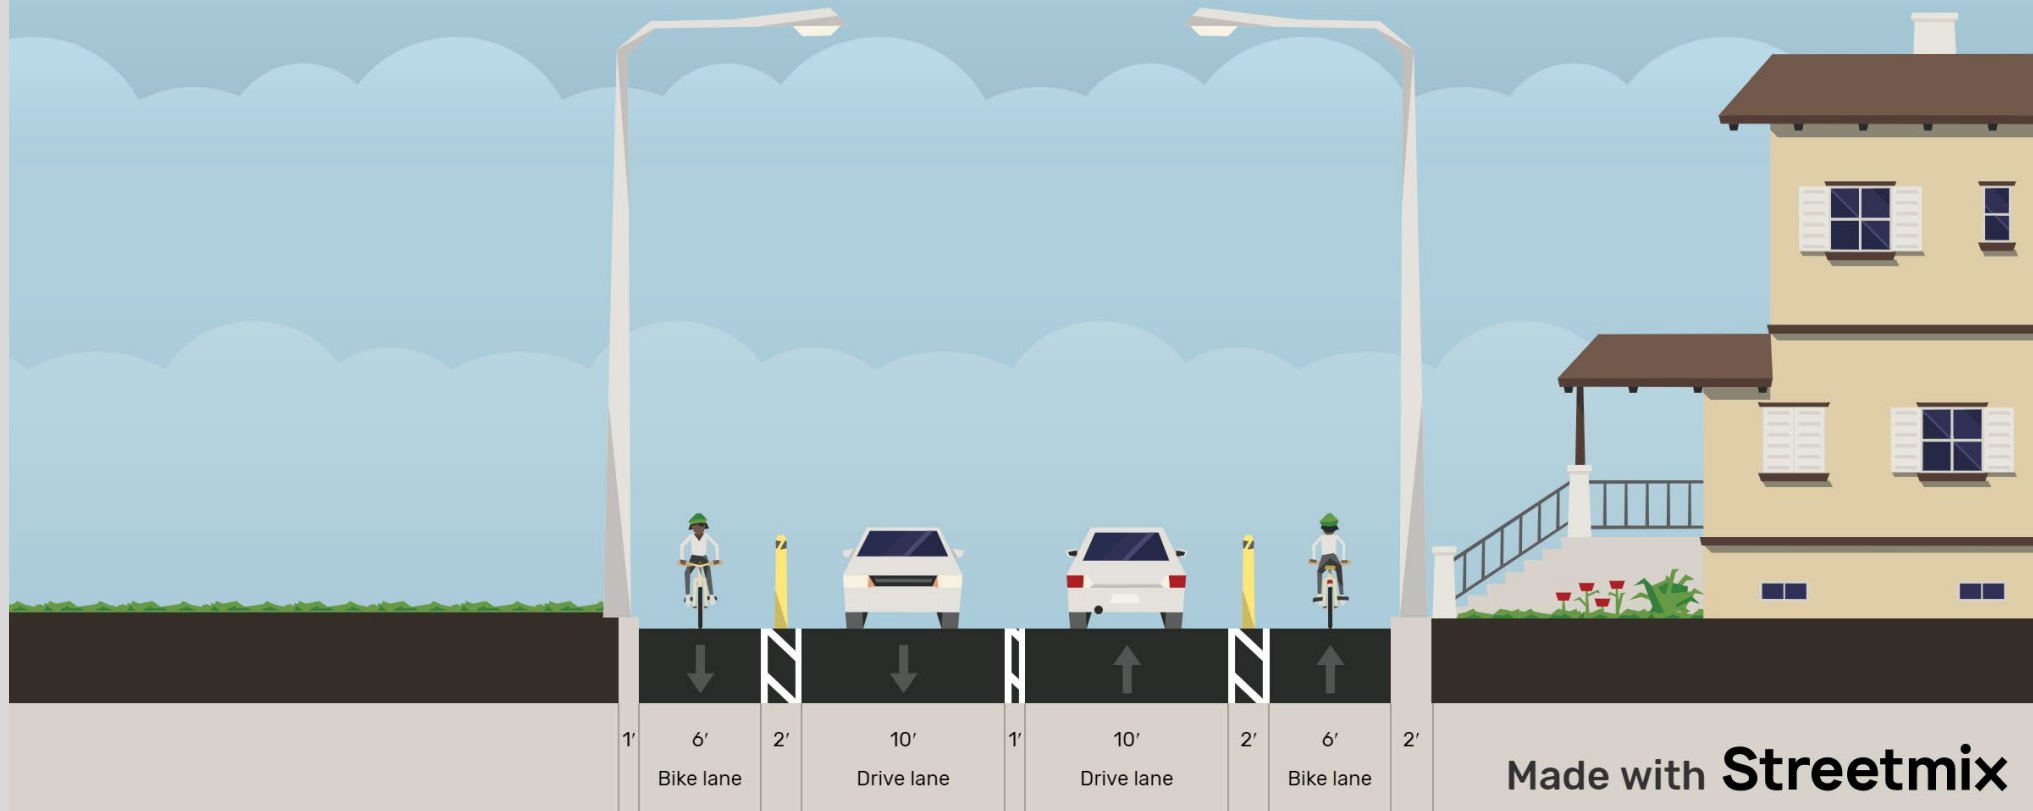 1′ 6′ 2′ 10′ 1′ 10′ 2′ 6′ 2′
Bike lane Drive lane Drive lane Bike lane
Made with Streetmix